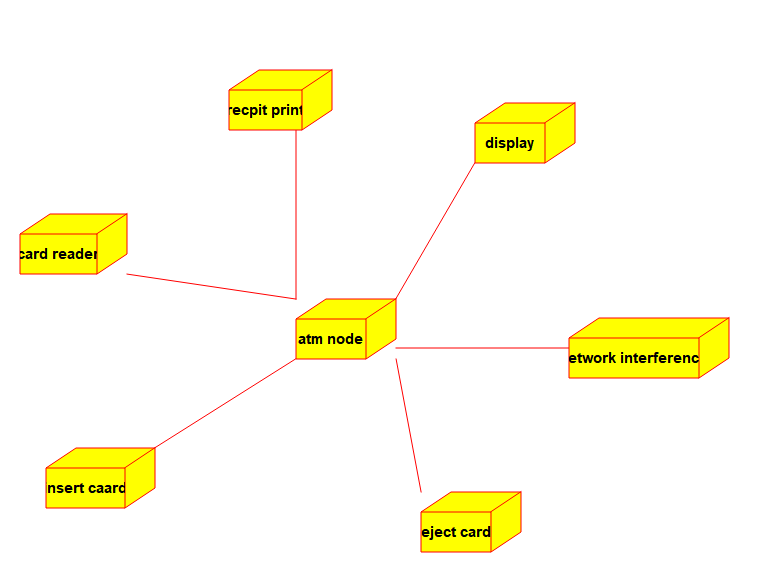 recpit print
display
card reader
atm node
etwork interferenc
nsert caard
eject card